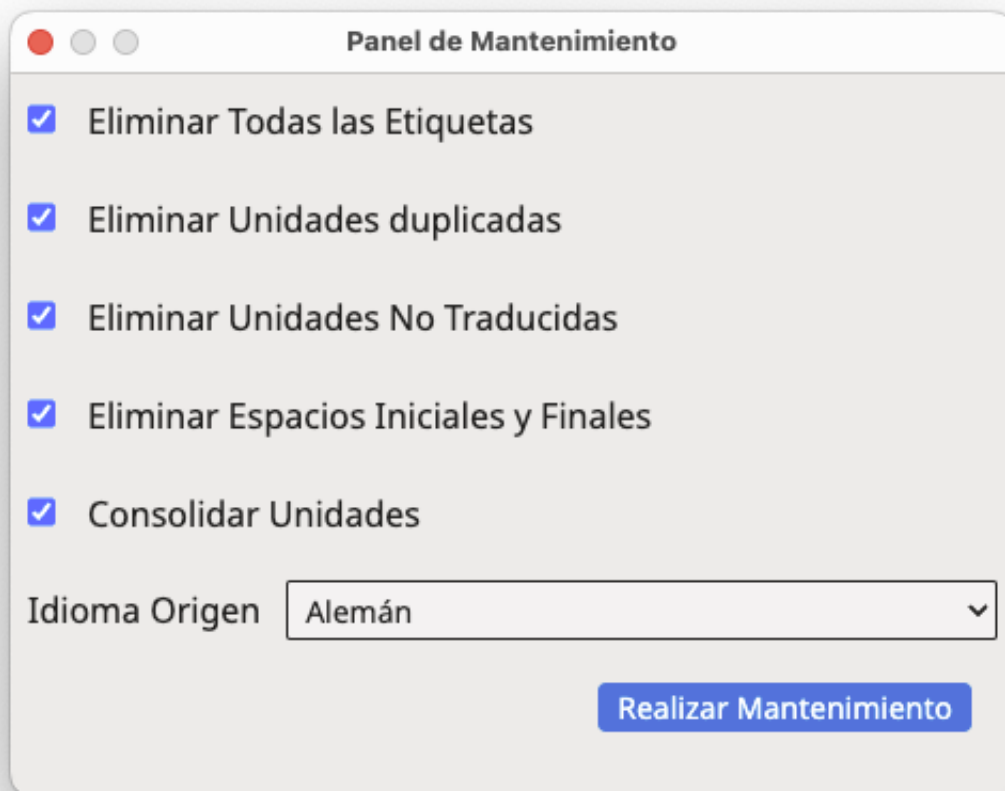 Panel de Mantenimiento
Eliminar Todas las Etiquetas
Eliminar Unidades duplicadas
Eliminar Unidades No Traducidas
Eliminar Espacios Iniciales y Finales
Consolidar Unidades
Idioma Origen Alemán
Realizar Mantenimiento